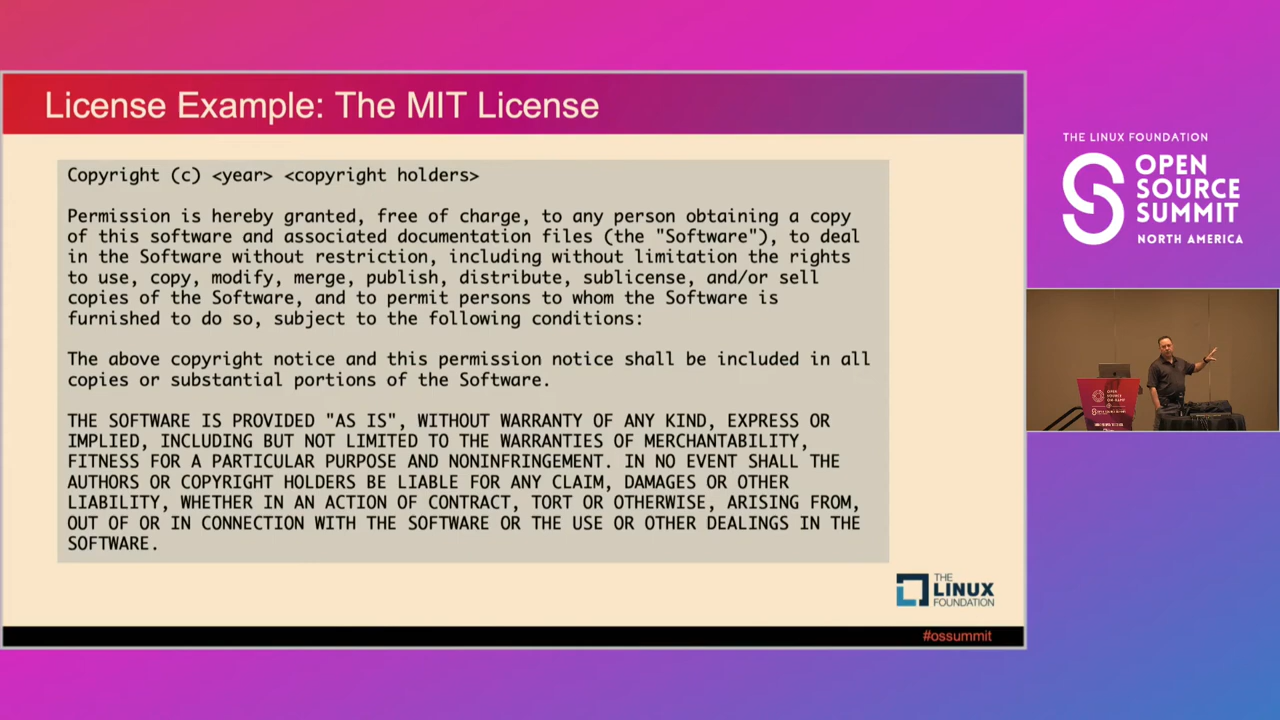 License Example: The MIT License
Copyright (c) <year> <copyright holders>
Permission is hereby granted, free of charge, to any person obtaining a copy
of this software and associated documentation files (the "Software"), to deal
in the Software without restriction, including without limitation the rights
to use, copy, modify, merge, publish, distribute, sublicense, and/or sell
copies of the Software, and to permit persons to whom the Software is
furnished to do so, subject to the following conditions:
The above copyright notice and this permission notice shall be included in all
copies or substantial portions of the Software.
THE SOFTWARE IS PROVIDED "AS IS", WITHOUT WARRANTY OF ANY KIND, EXPRESS OR
IMPLIED, INCLUDING BUT NOT LIMITED TO THE WARRANTIES OF MERCHANTABILITY,
FITNESS FOR A PARTICULAR PURPOSE AND NONINFRINGEMENT. IN NO EVENT SHALL THE
AUTHORS OR COPYRIGHT HOLDERS BE LIABLE FOR ANY CLAIM, DAMAGES OR OTHER
LIABILITY, WHETHER IN AN ACTION OF CONTRACT, TORT OR OTHERWISE, ARISING FROM,
OUT OF OR IN CONNECTION WITH THE SOFTWARE OR THE USE OR OTHER DEALINGS IN THE
SOFTWARE.
THE
LINUX
FOUNDATION
#ossummit
THE LINUX FOUNDATION
OPEN
SOURCE
SUMMIT
NORTH AMERICA